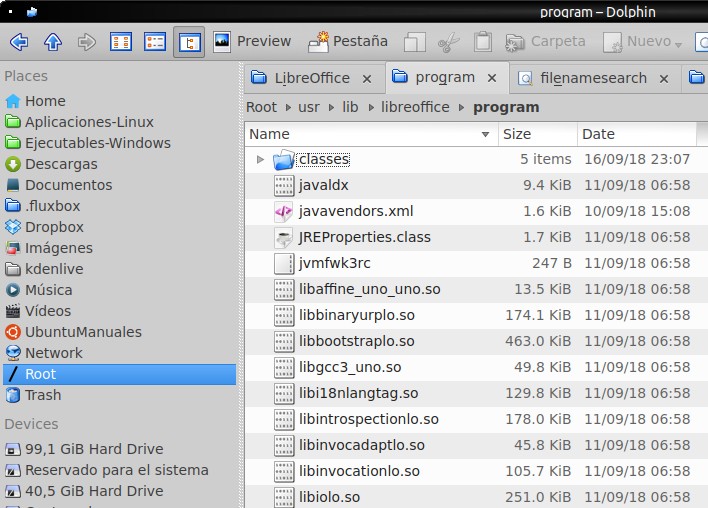 program – Dolphin
Preview Pestaña Carpeta Nuevo
Places
Home
Aplicaciones-Linux
Ejecutables-Windows
Descargas
Documentos
.fluxbox
Dropbox
Imágenes
kdenlive
Música
Vídeos
UbuntuManuales
Network
Root
Trash
Devices
99,1 GiB Hard Drive
Reservado para el sistema
40,5 GiB Hard Drive
LibreOffice program filenamesearch
Root usr lib libreoffice program
Name Size Date
classes 5 items 16/09/18 23:07
javaldx 9.4 KiB 11/09/18 06:58
javavendors.xml 1.6 KiB 10/09/18 15:08
JREProperties.class 1.7 KiB 11/09/18 06:58
jvmfwk3rc 247 B 11/09/18 06:58
libaffine_uno_uno.so 13.5 KiB 11/09/18 06:58
libbinaryurplo.so 174.1 KiB 11/09/18 06:58
libbootstraplo.so 463.0 KiB 11/09/18 06:58
libgcc3_uno.so 49.8 KiB 11/09/18 06:58
libi18nlangtag.so 129.8 KiB 11/09/18 06:58
libintrospectionlo.so 178.0 KiB 11/09/18 06:58
libinvocadaptlo.so 45.8 KiB 11/09/18 06:58
libinvocationlo.so 105.7 KiB 11/09/18 06:58
libiolo.so 251.0 KiB 11/09/18 06:58